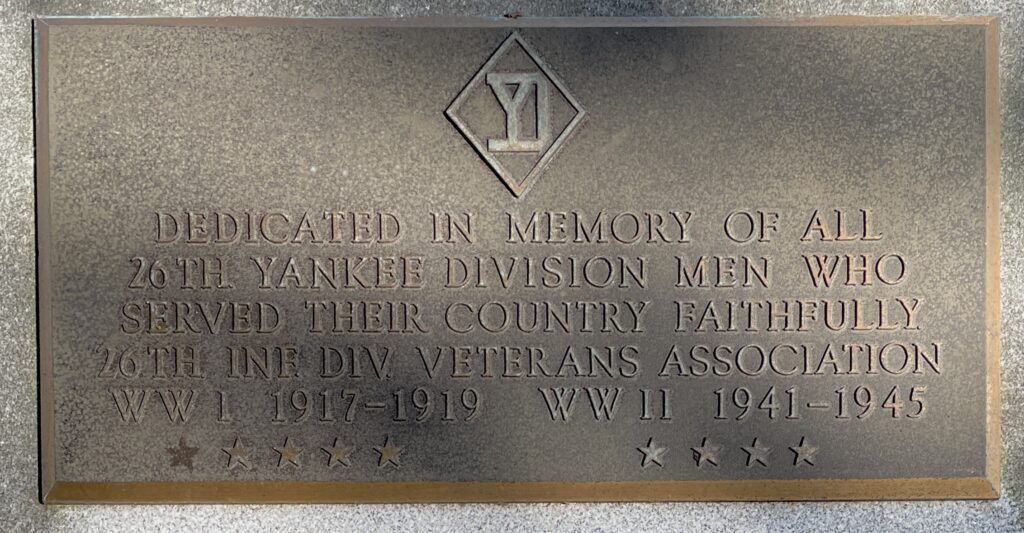 YD
DEDICATED IN MEMORY OF ALL
26TH YANKEE DIVISION MEN WHO
SERVED THEIR COUNTRY FAITHFULLY
26TH INF. DIV. VETERANS ASSOCIATION
WW I 1917-1919 WW II 1941-1945